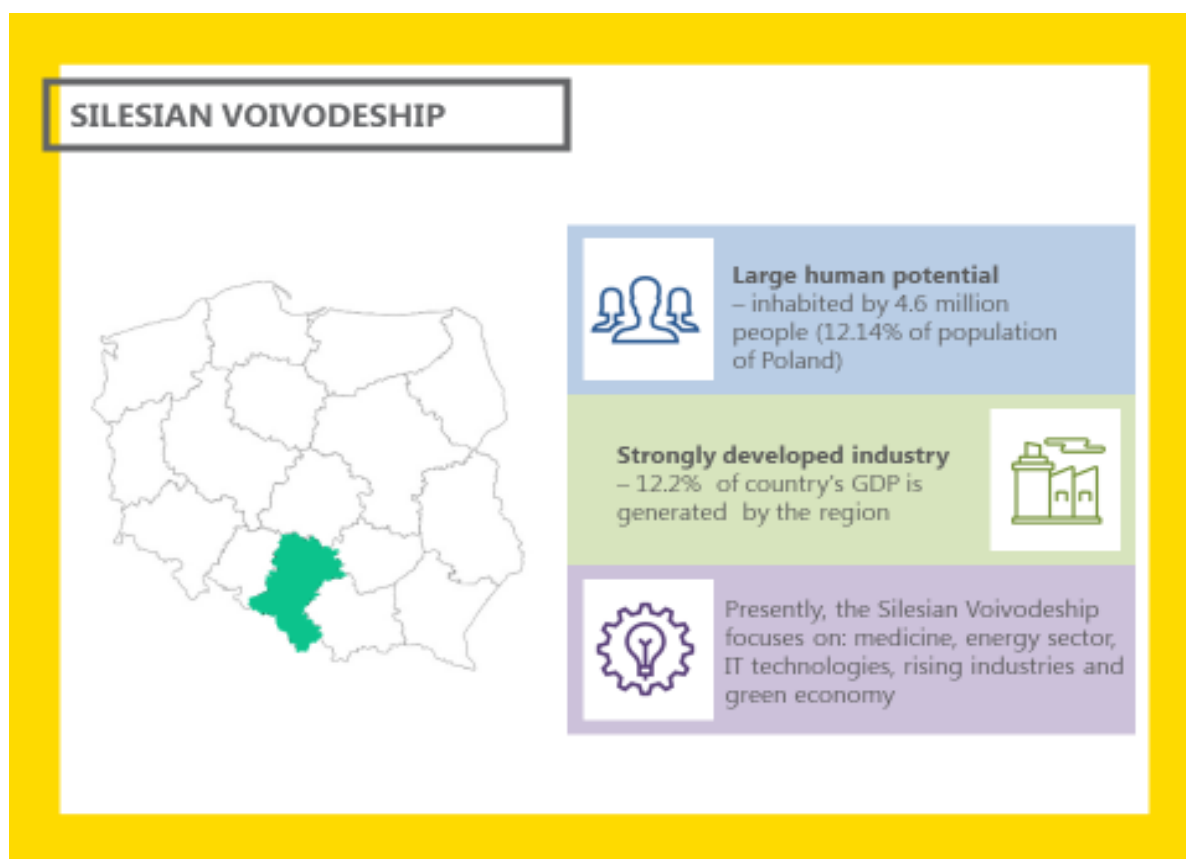 SILESIAN VOIVODESHIP
Large human potential
– inhabited by 4.6 million
people (12.14% of population
of Poland)
Strongly developed industry
– 12.2% of country's GDP is
generated by the region
Presently, the Silesian Voivodeship
focuses on: medicine, energy sector,
IT technologies, rising industries and
green economy